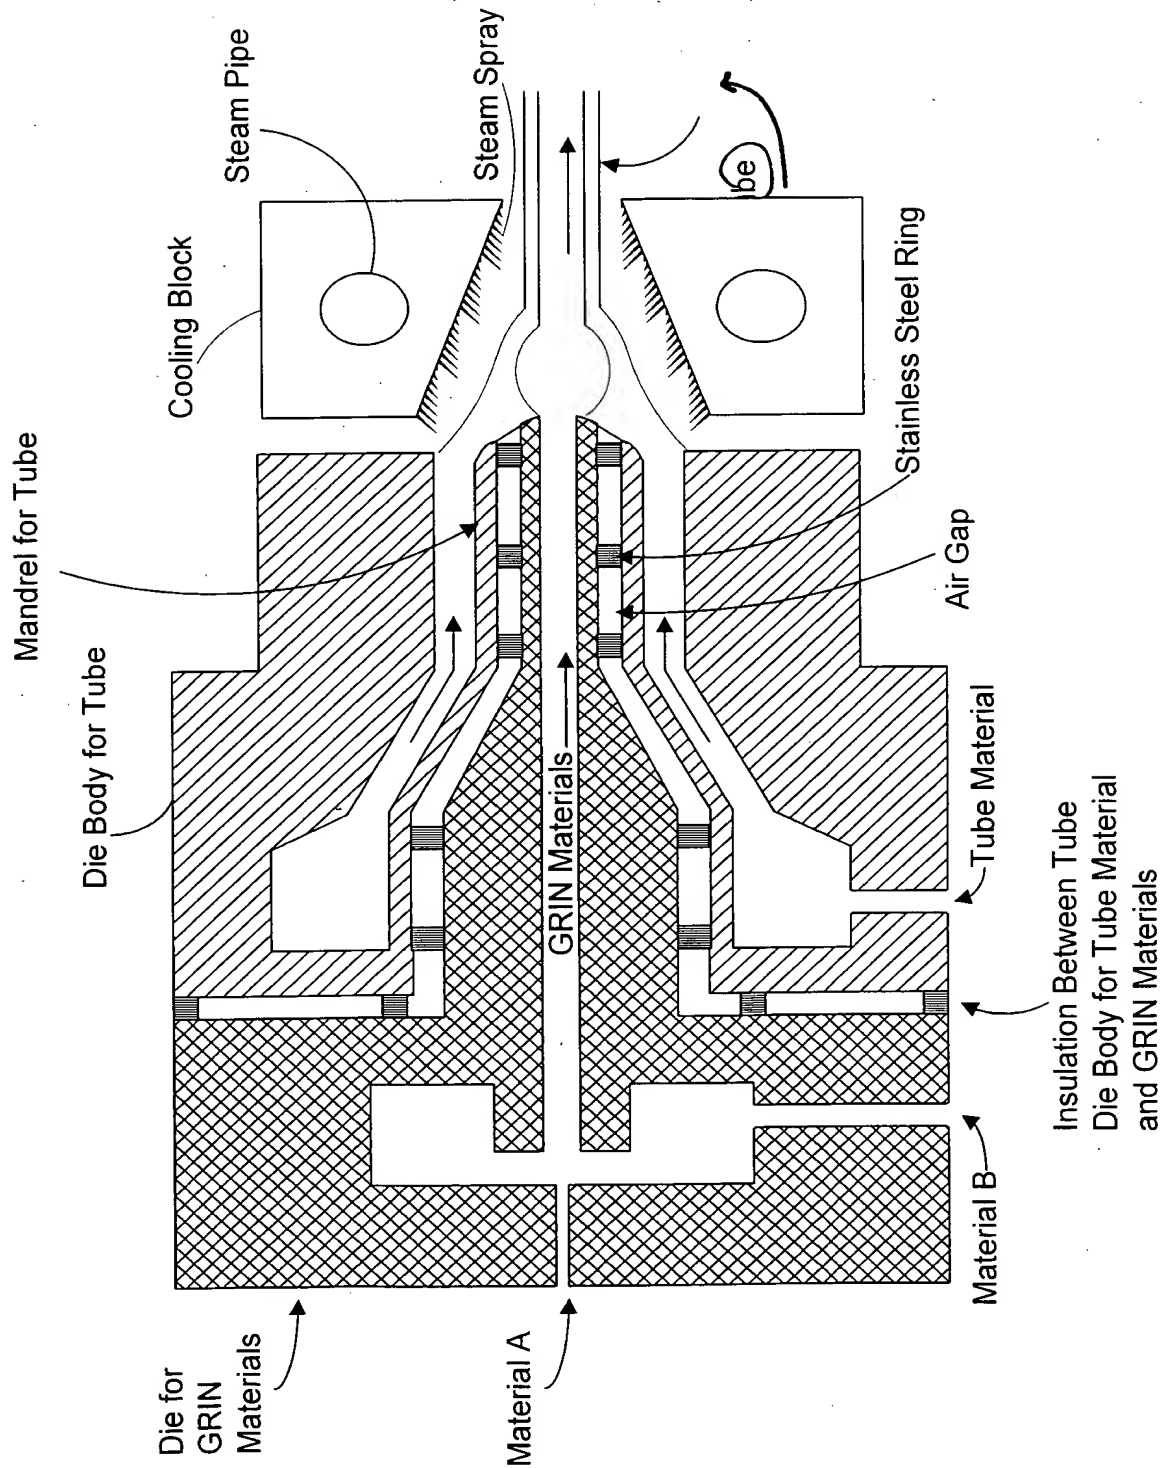 Mandrel for Tube
Die Body for Tube
Cooling Block
Steam Pipe
Steam Spray
be
Stainless Steel Ring
Air Gap
GRIN Materials
Tube Material
Insulation Between Tube
Die Body for Tube Material
and GRIN Materials
Material B
Material A
Die for
GRIN
Materials